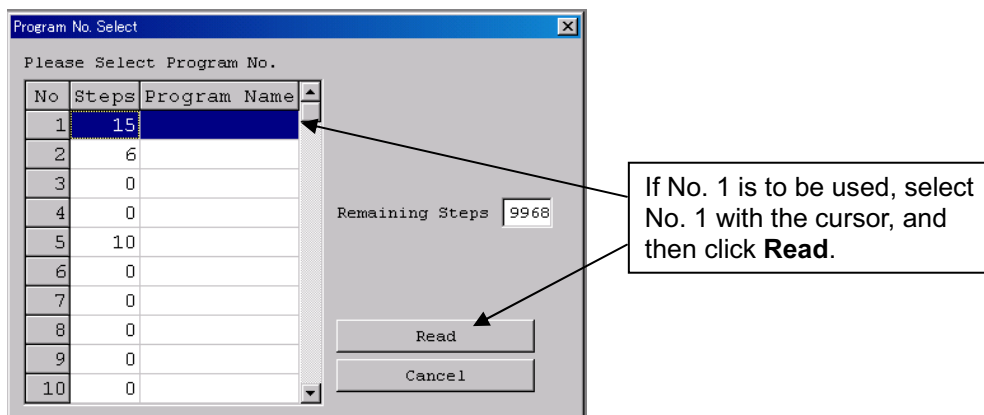 Program No. Select
Please Select Program No.
No Steps Program Name
1 15
2 6
3 0
4 0
5 10
6 0
7 0
8 0
9 0
10 0
Remaining Steps 9968
Read
Cancel
If No. 1 is to be used, select
No. 1 with the cursor, and
then click Read.